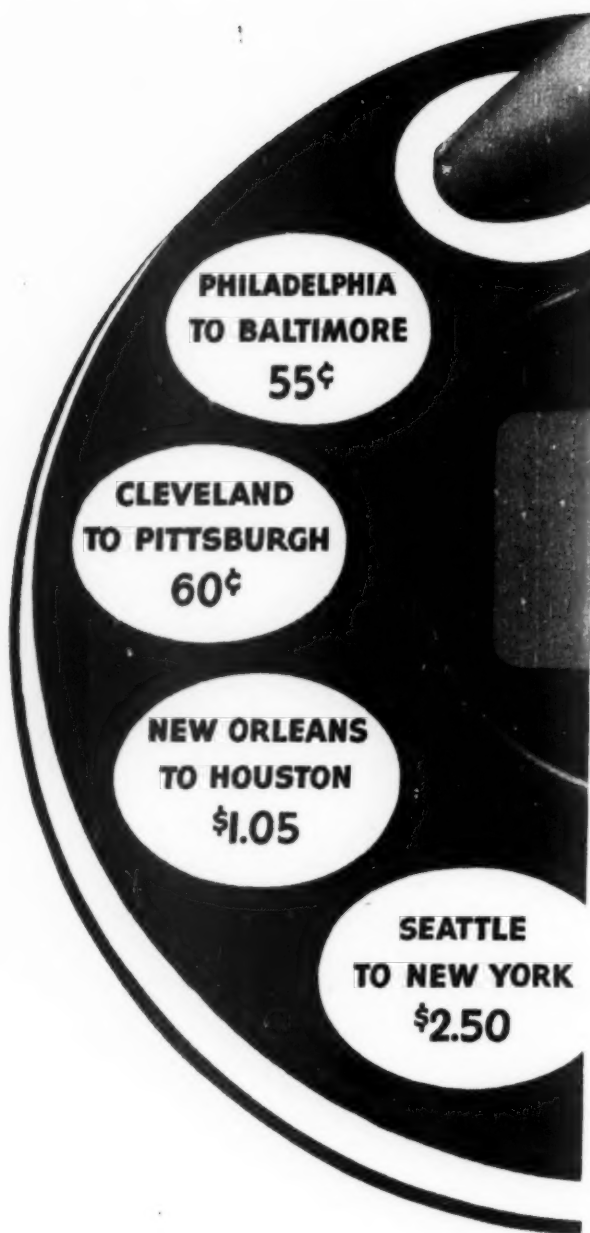 PHILADELPHIA
TO BALTIMORE
55¢
CLEVELAND
TO PITTSBURGH
60¢
NEW ORLEANS
TO HOUSTON
$1.05
SEATTLE
TO NEW YORK
$2.50